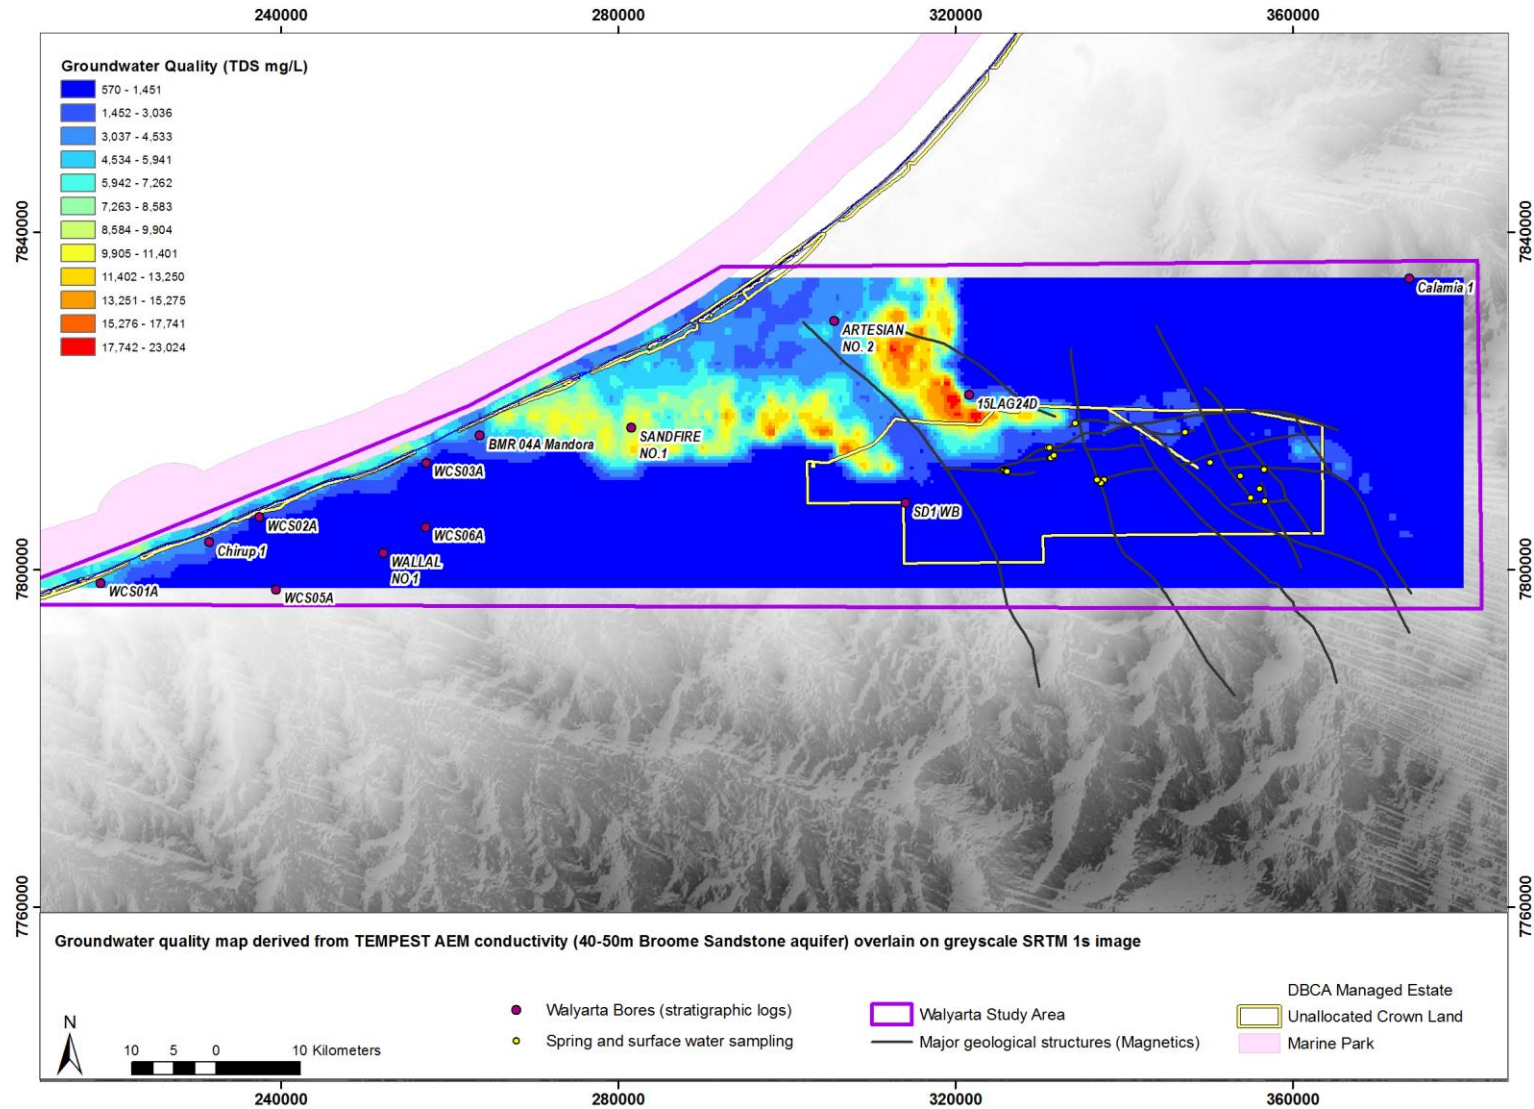 240000 280000 320000 360000
Groundwater Quality (TDS mg/L)
570 - 1,451
1,452 - 3,036
3,037 - 4,533
4,534 - 5,941
5,942 - 7,262
7,263 - 8,583
8,584 - 9,904
9,905 - 11,401
11,402 - 13,250
13,251 - 15,275
15,276 - 17,741
17,742 - 23,024
7840000
7840000
Calamia 1
ARTESIAN
NO. 2
15LAG24D
SANDFIRE
NO.1
BMR 04A Mandora
WCS03A
SD1 WB
WCS02A
WCS06A
Chirup 1
WALLAL
NO 1
7800000
7800000
WCS01A
WCS05A
7760000
7760000
Groundwater quality map derived from TEMPEST AEM conductivity (40-50m Broome Sandstone aquifer) overlain on greyscale SRTM 1s image
N
10 5 0 10 Kilometers
Walyarta Bores (stratigraphic logs)
Spring and surface water sampling
Walyarta Study Area
Major geological structures (Magnetics)
DBCA Managed Estate
Unallocated Crown Land
Marine Park
240000 280000 320000 360000